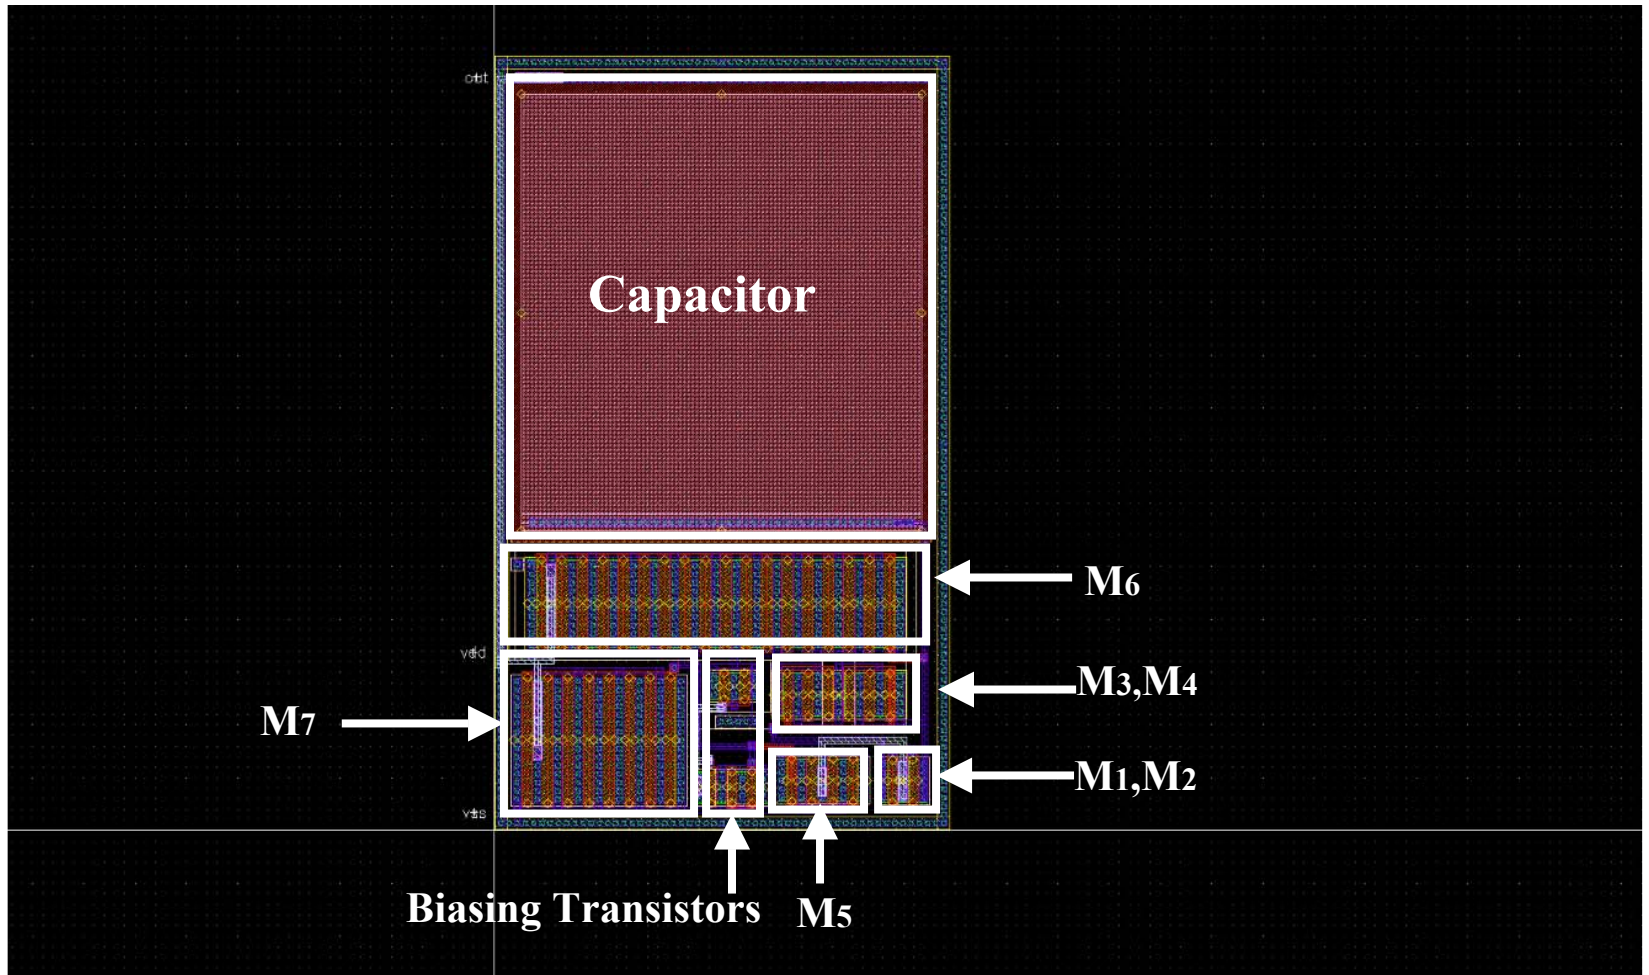 out
Capacitor
M6
vdd
M3,M4
M7
M1,M2
vss
Biasing Transistors
M5